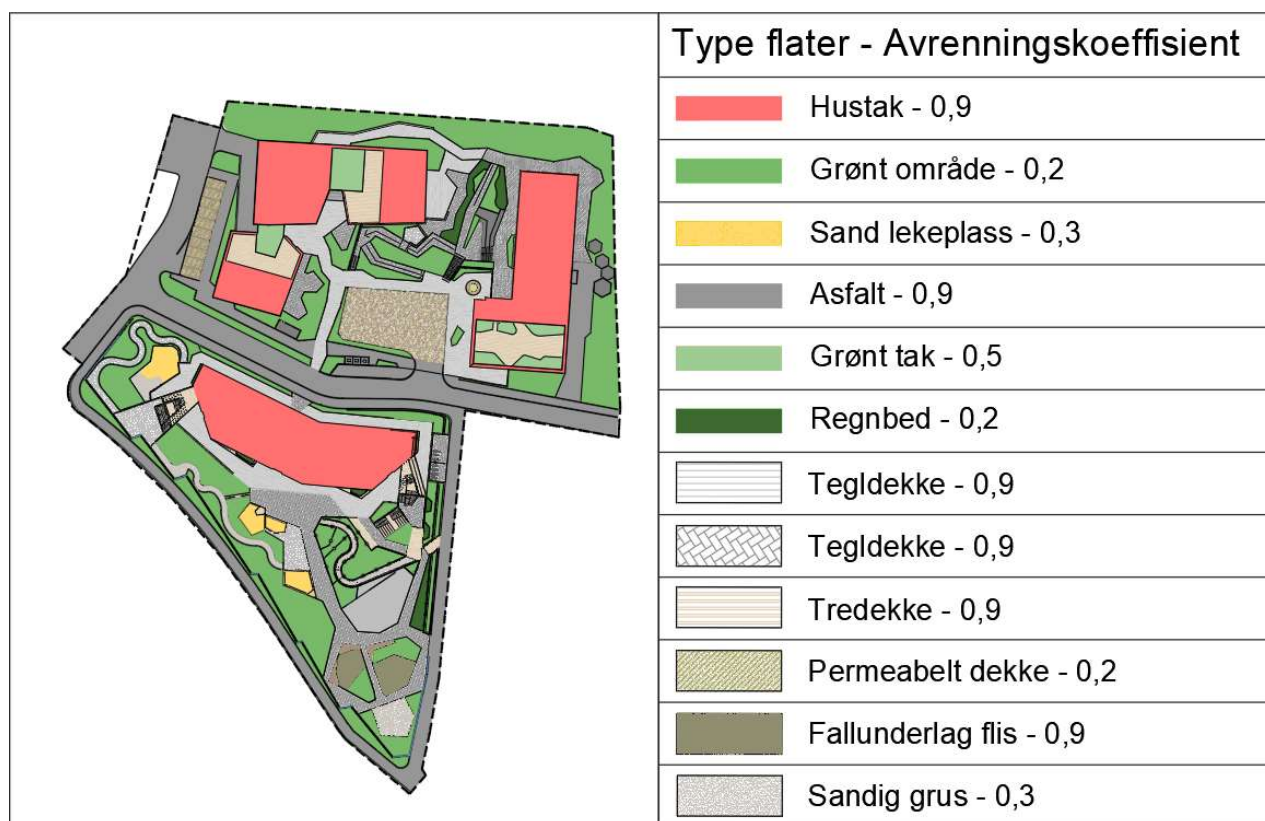 Type flater - Avrenningskoeffisient
Hustak - 0,9
Grønt område - 0,2
Sand lekeplass - 0,3
Asfalt - 0,9
Grønt tak - 0,5
Regnbed - 0,2
Tegldekke - 0,9
Tegldekke - 0,9
Tredekke - 0,9
Permeabelt dekke - 0,2
Fallunderlag flis - 0,9
Sandig grus - 0,3